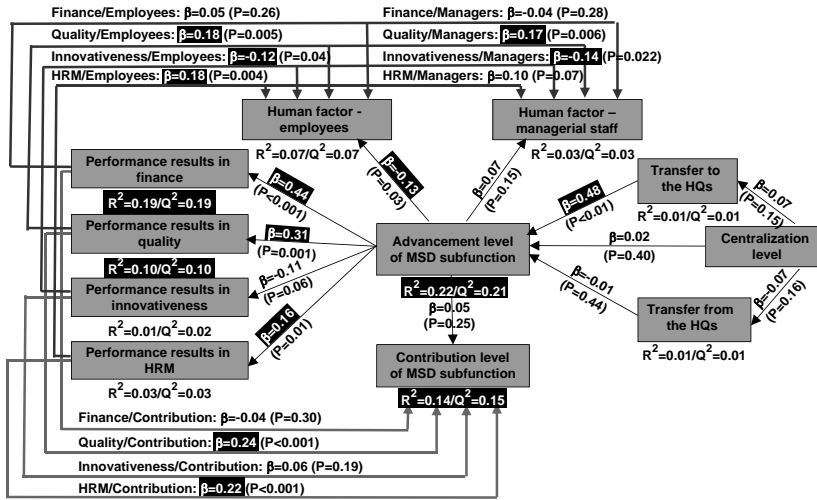 Finance/Employees: β=0.05 (P=0.26)
Finance/Managers: β=-0.04 (P=0.28)
Quality/Employees: β=0.18 (P=0.005)
Quality/Managers: β=0.17 (P=0.006)
Innovativeness/Employees: β=-0.12 (P=0.04)
Innovativeness/Managers: β=-0.14 (P=0.022)
HRM/Employees: β=0.18 (P=0.004)
HRM/Managers: β=0.10 (P=0.07)
Human factor -
employees
R²=0.07/Q²=0.07
Human factor –
managerial staff
R²=0.03/Q²=0.03
Performance results in
finance
R²=0.19/Q²=0.19
β=0.44
(P<0.001)
β=-0.13
(P=0.03)
β=0.07
(P=0.15)
β=0.48
(P<0.01)
Transfer to
the HQs
R²=0.01/Q²=0.01
β=0.07
(P=0.15)
Performance results in
quality
R²=0.10/Q²=0.10
β=0.31
(P=0.001)
Advancement level of
of MSD subfunction
R²=0.22/Q²=0.21
β=0.02
(P=0.40)
Centralization
level
Performance results in
innovativeness
R²=0.01/Q²=0.02
β=-0.11
(P=0.06)
β=0.16
(P=0.01)
β=0.05
(P=0.25)
β=-0.01
(P=0.44)
Transfer from
the HQs
R²=0.01/Q²=0.01
β=-0.07
(P=0.16)
Performance results in
HRM
R²=0.03/Q²=0.03
Contribution level
of MSD subfunction
R²=0.14/Q²=0.15
Finance/Contribution: β=-0.04 (P=0.30)
Quality/Contribution: β=0.24 (P<0.001)
Innovativeness/Contribution: β=0.06 (P=0.19)
HRM/Contribution: β=0.22 (P<0.001)